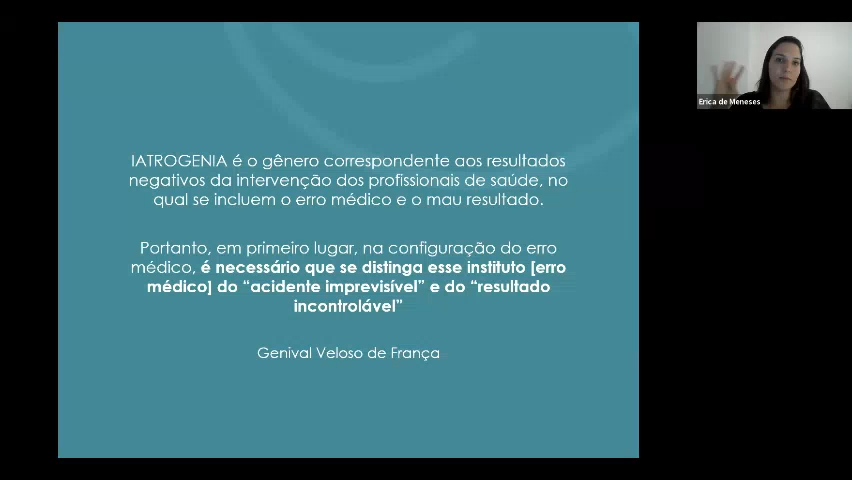 IATROGENIA é o gênero correspondente aos resultados
negativos da intervenção dos profissionais de saúde, no
qual se incluem o erro médico e o mau resultado.
Portanto, em primeiro lugar, na configuração do erro
médico, é necessário que se distinga esse instituto [erro
médico] do “acidente imprevisível” e do “resultado
incontrolável”
Genival Veloso de França
Erica de Meneses